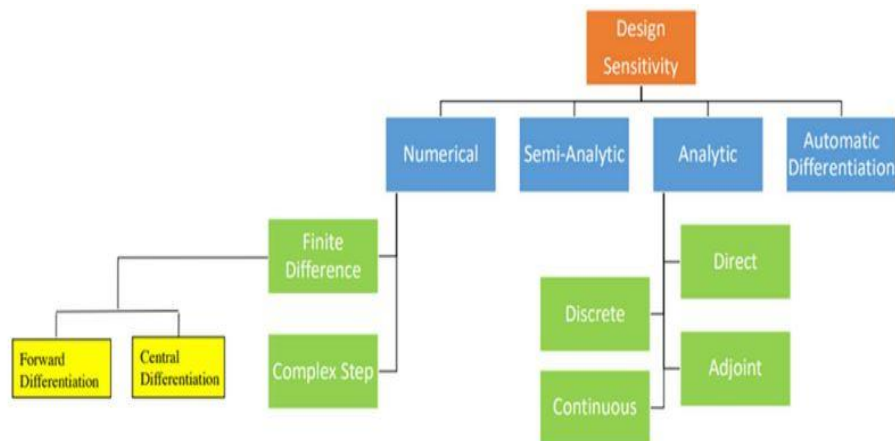 Design
Sensitivity
Numerical
Semi-Analytic
Analytic
Automatic
Differentiation
Finite
Difference
Complex Step
Forward
Differentiation
Central
Differentiation
Direct
Discrete
Adjoint
Continuous